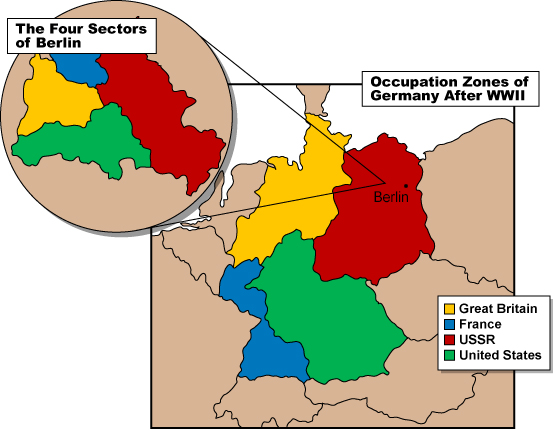 The Four Sectors
of Berlin
Occupation Zones of
Germany After WWII
Berlin
Great Britain
France
USSR
United States